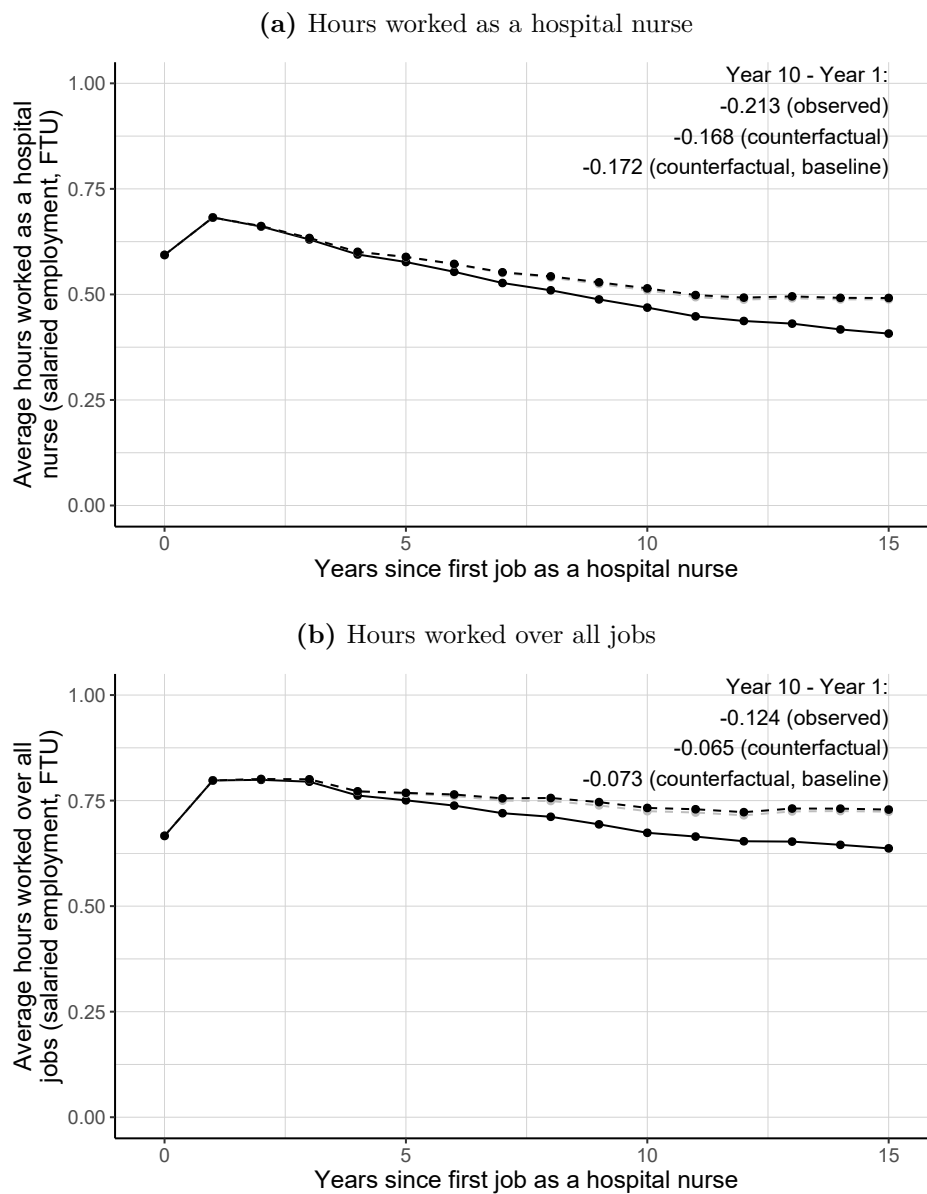 (a) Hours worked as a hospital nurse
Year 10 - Year 1:
-0.213 (observed)
-0.168 (counterfactual)
-0.172 (counterfactual, baseline)
Average hours worked as a hospital
nurse (salaried employment, FTU)
1.00
0.75
0.50
0.25
0.00
0 5 10 15
Years since first job as a hospital nurse
(b) Hours worked over all jobs
Year 10 - Year 1:
-0.124 (observed)
-0.065 (counterfactual)
-0.073 (counterfactual, baseline)
Average hours worked over all
jobs (salaried employment, FTU)
1.00
0.75
0.50
0.25
0.00
0 5 10 15
Years since first job as a hospital nurse